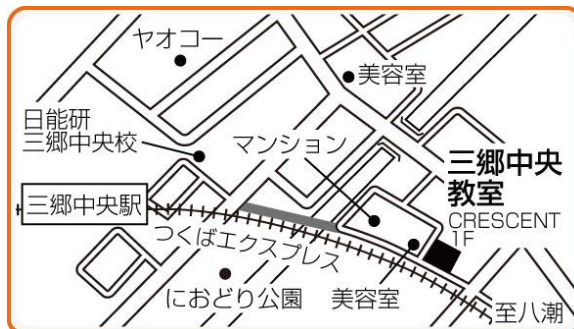 ヤオコー
美容室
日能研
三郷中央校
マンション
三郷中央
教室
CRESCENT
1F
三郷中央駅
つくばエクスプレス
におどり公園
美容室
至八潮